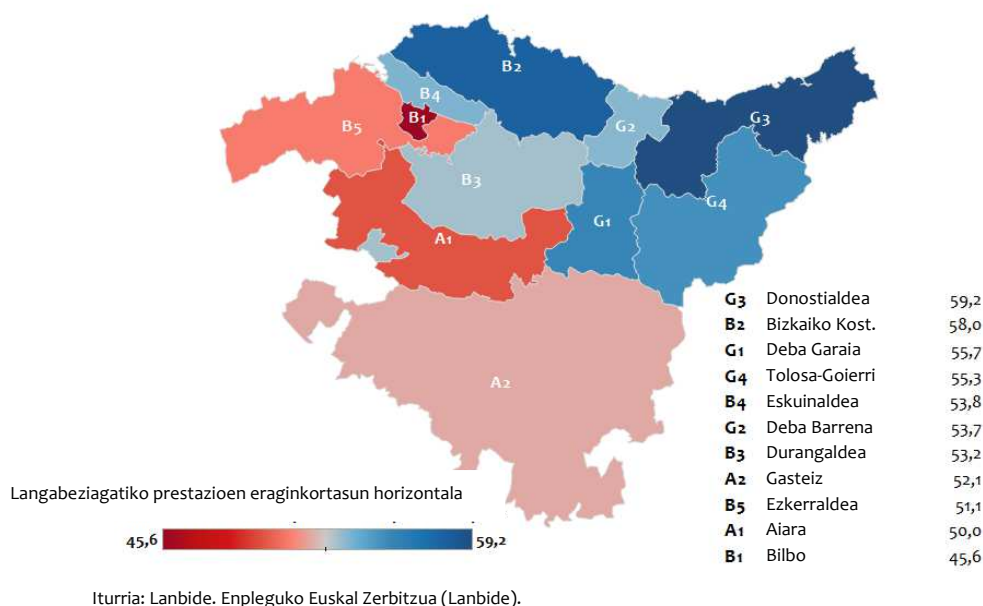 B2
B4
G3
B1
G2
B5
B3
G4
G1
A1
A2
G3 Donostialdea 59,2
B2 Bizkaiko Kost. 58,0
G1 Deba Garaia 55,7
G4 Tolosa-Goierri 55,3
B4 Eskuinaldea 53,8
G2 Deba Barrena 53,7
B3 Durangaldea 53,2
A2 Gasteiz 52,1
B5 Ezkerraldea 51,1
A1 Aiara 50,0
B1 Bilbo 45,6
Langabeziagatiko prestazioen eraginkortasun horizontala
45,6 59,2
Iturria: Lanbide. Enpleguko Euskal Zerbitzua (Lanbide).